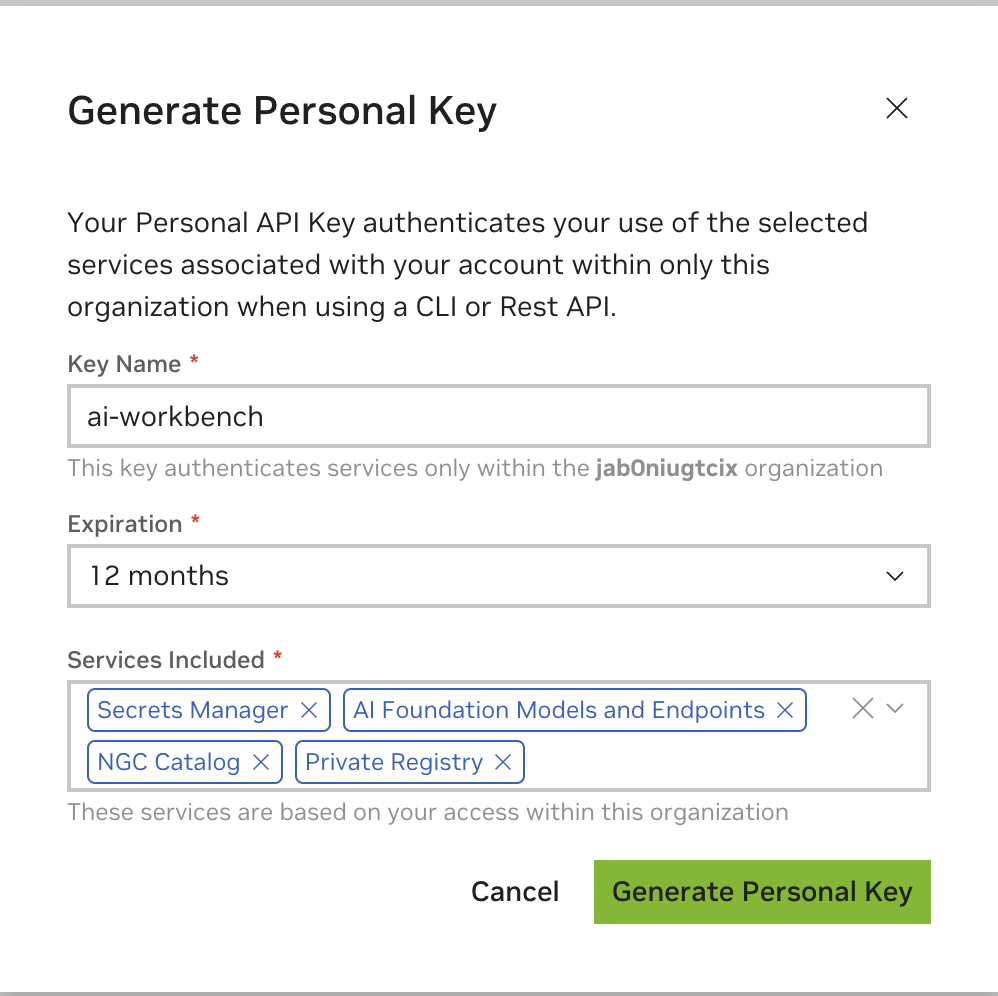 Generate Personal Key
Your Personal API Key authenticates your use of the selected
services associated with your account within only this
organization when using a CLI or Rest API.
Key Name *
ai-workbench
This key authenticates services only within the jab0niugtcix organization
Expiration *
12 months
Services Included *
Secrets Manager AI Foundation Models and Endpoints
NGC Catalog Private Registry
These services are based on your access within this organization
Cancel Generate Personal Key